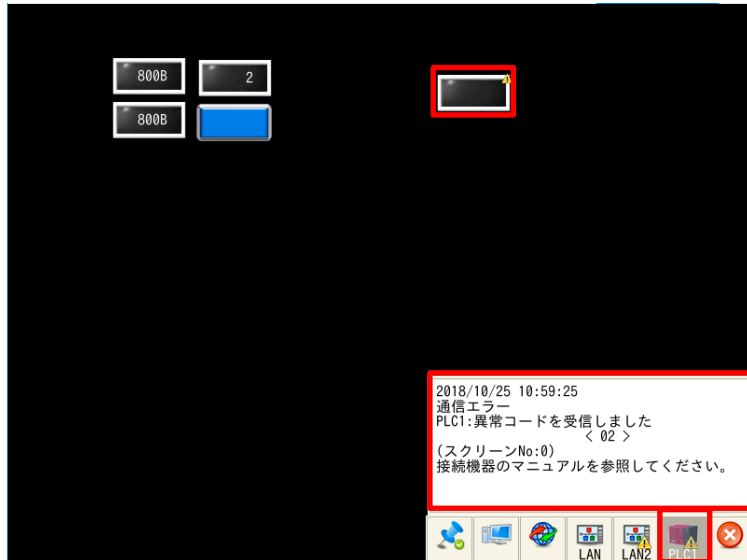 800B
2
800B
2018/10/25 10:59:25
通信エラー
PLC1:異常コードを受信しました
< 02 >
(スクリーンNo:0)
接続機器のマニュアルを参照してください。
LAN
LAN2
PLC1